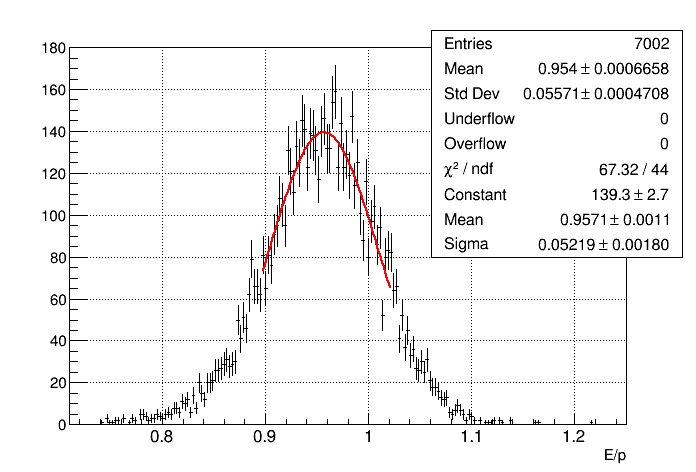 Entries 7002
Mean 0.954 ± 0.0006658
Std Dev 0.05571 ± 0.0004708
Underflow 0
Overflow 0
χ² / ndf 67.32 / 44
Constant 139.3 ± 2.7
Mean 0.9571 ± 0.0011
Sigma 0.05219 ± 0.00180
180
160
140
120
100
80
60
40
20
0
0.8 0.9 1 1.1 1.2
E/p